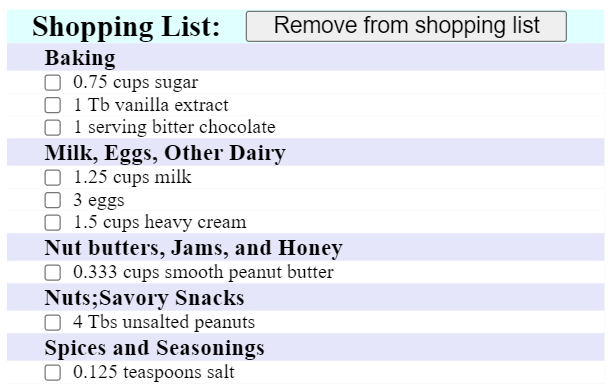 Shopping List: Remove from shopping list
Baking
0.75 cups sugar
1 Tb vanilla extract
1 serving bitter chocolate
Milk, Eggs, Other Dairy
1.25 cups milk
3 eggs
1.5 cups heavy cream
Nut butters, Jams, and Honey
0.333 cups smooth peanut butter
Nuts;Savory Snacks
4 Tbs unsalted peanuts
Spices and Seasonings
0.125 teaspoons salt